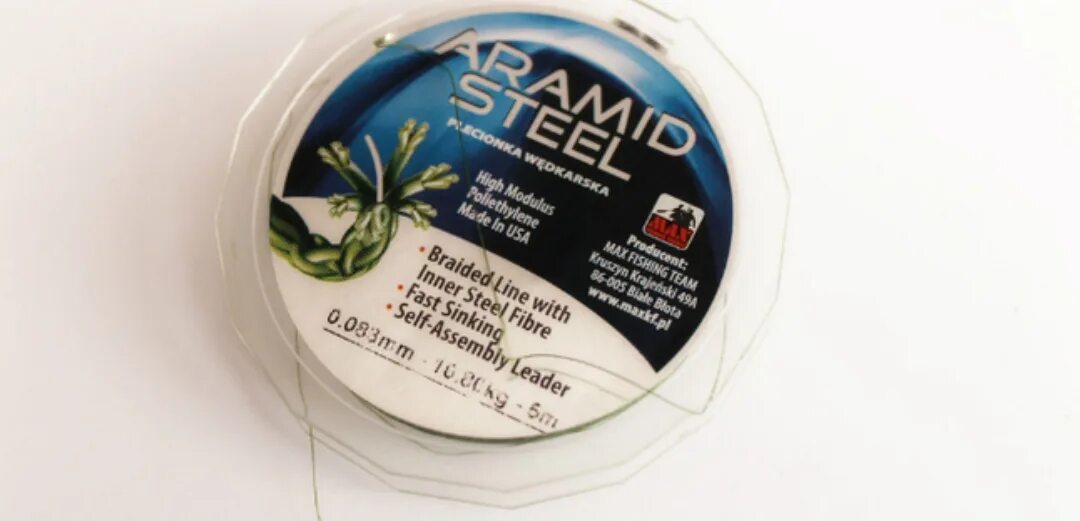 ARAMID
STEEL
PLECIONKA WĘDKARSKA
High Modulus
Poliethylene
Made In USA
MAX
Producent:
MAX FISHING TEAM
Kruszyn Krajeński 49A
86-005 Białe Błota
www.maxkf.pl
• Braided Line with
Inner Steel Fibre
• Fast Sinking
• Self-Assembly Leader
0.083mm - 10.80kg - 5m